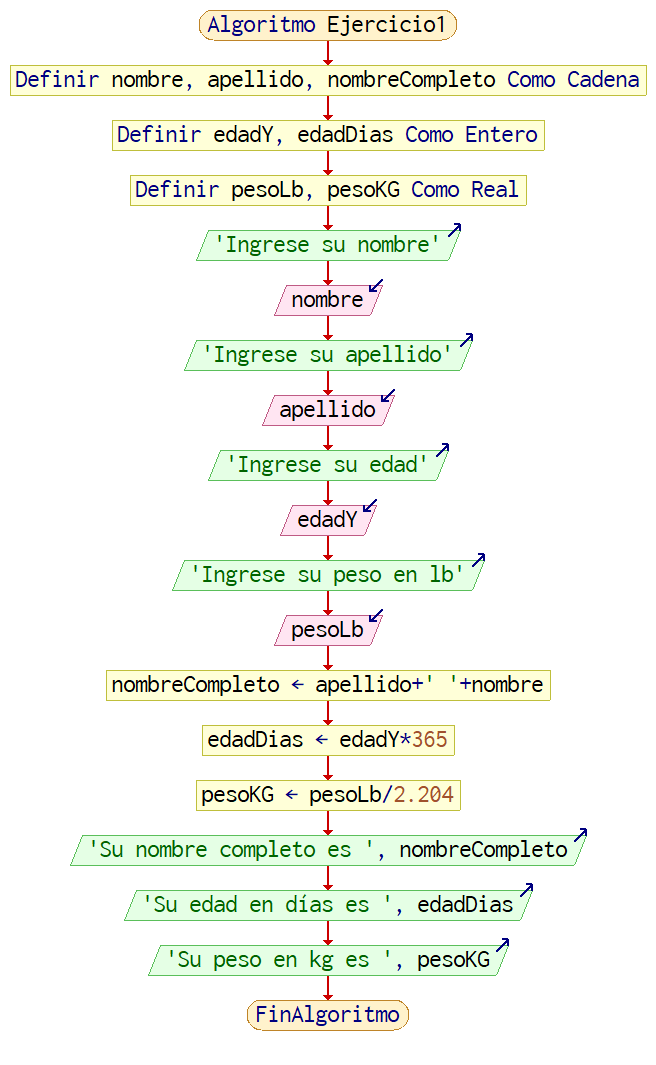 Algoritmo Ejercicio1
Definir nombre, apellido, nombreCompleto Como Cadena
Definir edadY, edadDias Como Entero
Definir pesoLb, pesoKG Como Real
'Ingrese su nombre'
nombre
'Ingrese su apellido'
apellido
'Ingrese su edad'
edadY
'Ingrese su peso en lb'
pesoLb
nombreCompleto ← apellido+' '+nombre
edadDias ← edadY*365
pesoKG ← pesoLb/2.204
'Su nombre completo es ', nombreCompleto
'Su edad en días es ', edadDias
'Su peso en kg es ', pesoKG
FinAlgoritmo